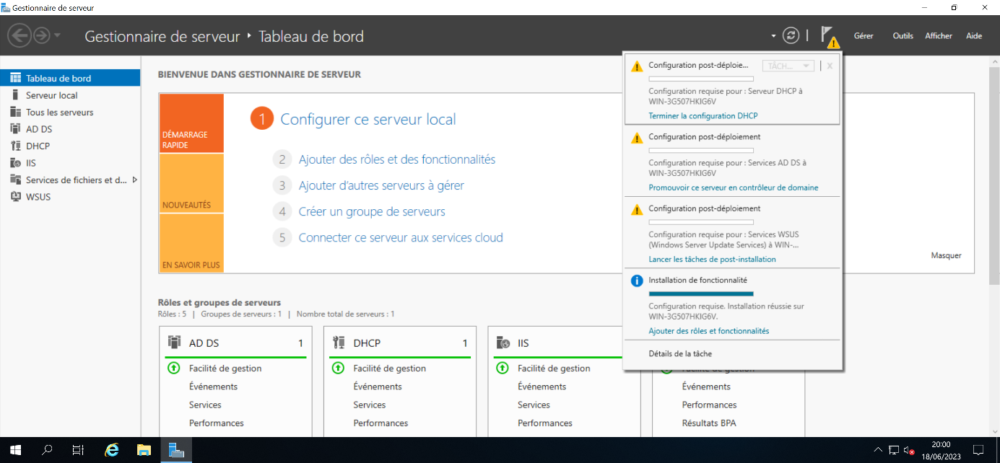 Gestionnaire de serveur
Gestionnaire de serveur ‣ Tableau de bord
Gérer
Outils
Afficher
Aide
Tableau de bord
Serveur local
Tous les serveurs
AD DS
DHCP
IIS
Services de fichiers et d...
WSUS
BIENVENUE DANS GESTIONNAIRE DE SERVEUR
DÉMARRAGE
RAPIDE
NOUVEAUTÉS
EN SAVOIR PLUS
1 Configurer ce serveur local
2 Ajouter des rôles et des fonctionnalités
3 Ajouter d'autres serveurs à gérer
4 Créer un groupe de serveurs
5 Connecter ce serveur aux services cloud
Masquer
Configuration post-déploie...
TÂCH...
X
Configuration requise pour : Serveur DHCP à
WIN-3G507HKIG6V
Terminer la configuration DHCP
Configuration post-déploiement
Configuration requise pour : Services AD DS à
WIN-3G507HKIG6V
Promouvoir ce serveur en contrôleur de domaine
Configuration post-déploiement
Configuration requise pour : Services WSUS
(Windows Server Update Services) à WIN-...
Lancer les tâches de post-installation
Installation de fonctionnalité
Configuration requise. Installation réussie sur
WIN-3G507HKIG6V.
Ajouter des rôles et fonctionnalités
Détails de la tâche
Rôles et groupes de serveurs
Rôles : 5 | Groupes de serveurs : 1 | Nombre total de serveurs : 1
AD DS 1
Facilité de gestion
Événements
Services
Performances
DHCP 1
Facilité de gestion
Événements
Services
Performances
IIS
Facilité de gestion
Événements
Services
Performances
Facilité de gestion
Événements
Performances
Résultats BPA
20:00
18/06/2023